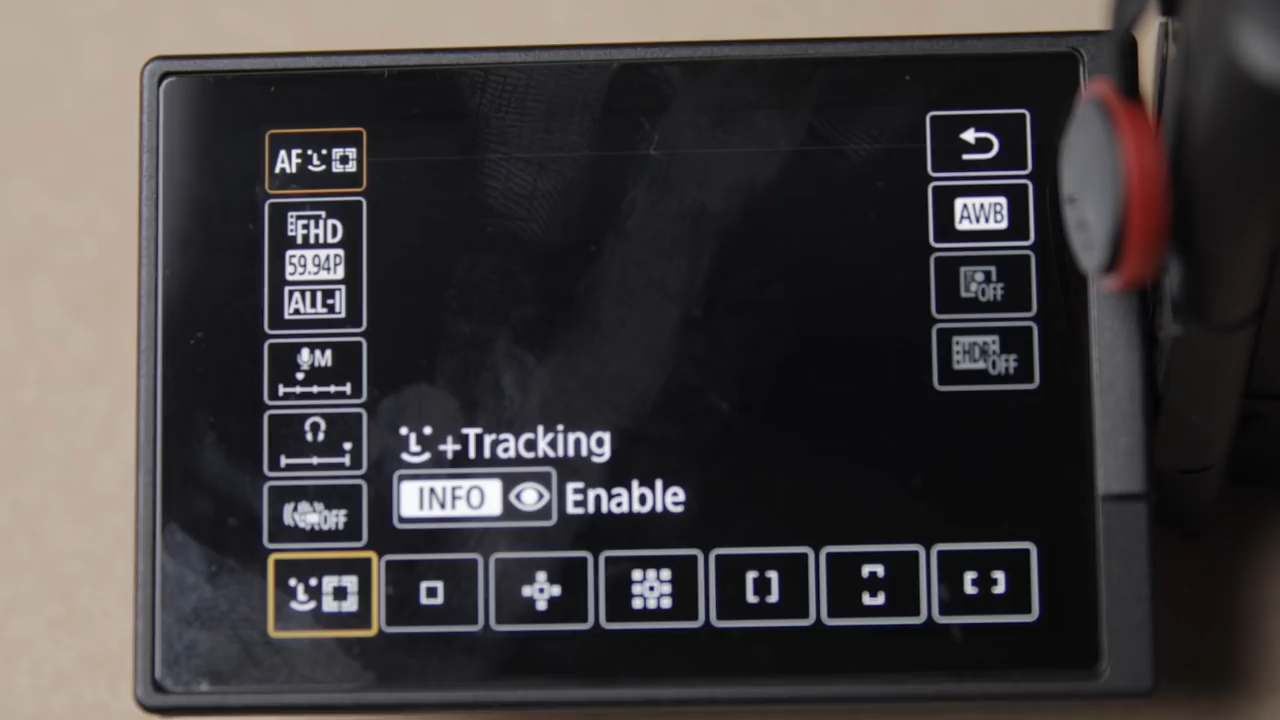 AF
FHD
59.94P
ALL-I
M
OFF
AWB
OFF
HDR OFF
+Tracking
INFO Enable